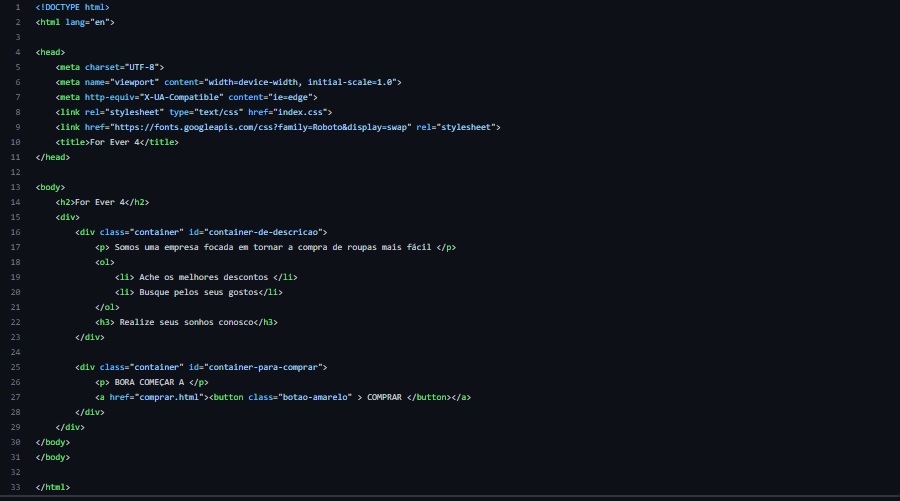 1 <!DOCTYPE html>
2 <html lang="en">
3
4 <head>
5     <meta charset="UTF-8">
6     <meta name="viewport" content="width=device-width, initial-scale=1.0">
7     <meta http-equiv="X-UA-Compatible" content="ie=edge">
8     <link rel="stylesheet" type="text/css" href="index.css">
9     <link href="https://fonts.googleapis.com/css?family=Roboto&display=swap" rel="stylesheet">
10     <title>For Ever 4</title>
11 </head>
12
13 <body>
14     <h2>For Ever 4</h2>
15     <div>
16         <div class="container" id="container-de-descricao">
17             <p> Somos uma empresa focada em tornar a compra de roupas mais fácil </p>
18             <ol>
19                 <li> Ache os melhores descontos </li>
20                 <li> Busque pelos seus gostos</li>
21             </ol>
22             <h3> Realize seus sonhos conosco</h3>
23         </div>
24
25         <div class="container" id="container-para-comprar">
26             <p> BORA COMEÇAR A </p>
27             <a href="comprar.html"><button class="botao-amarelo" > COMPRAR </button></a>
28         </div>
29     </div>
30 </body>
31 </body>
32
33 </html>